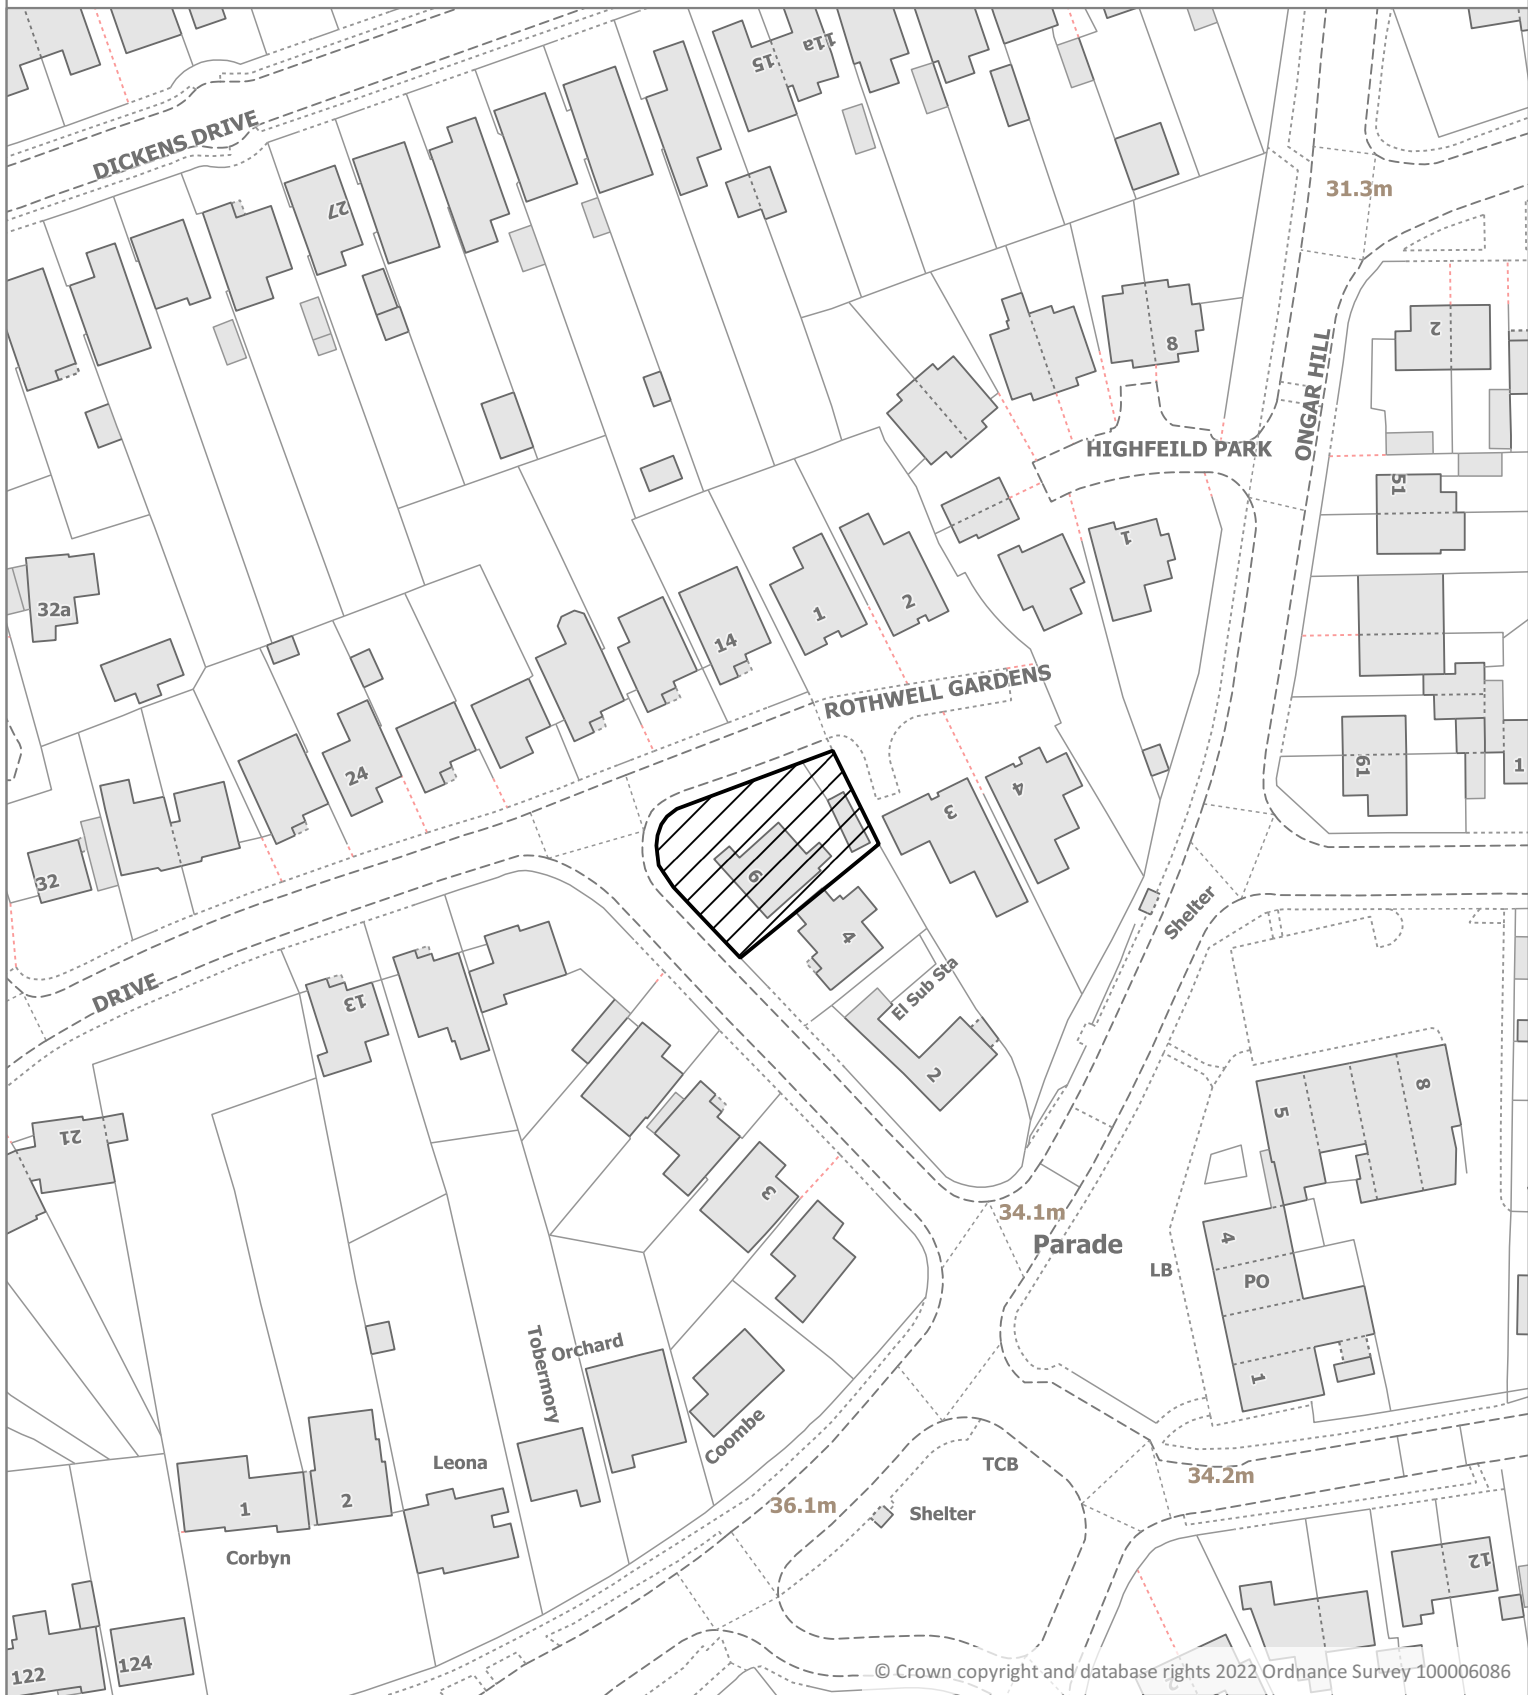 11a
15
DICKENS DRIVE
31.3m
27
2
8
ONGAR HILL
HIGHFEILD PARK
51
1
32a
2
1
14
ROTHWELL GARDENS
24
61
1
4
3
32
6
Shelter
4
El Sub Sta
DRIVE
13
2
8
5
21
3
34.1m
4
Parade
LB
PO
Tobermory
Orchard
1
Coombe
Leona
TCB
34.2m
2
1
36.1m
Shelter
Corbyn
12
124
122
© Crown copyright and database rights 2022 Ordnance Survey 100006086